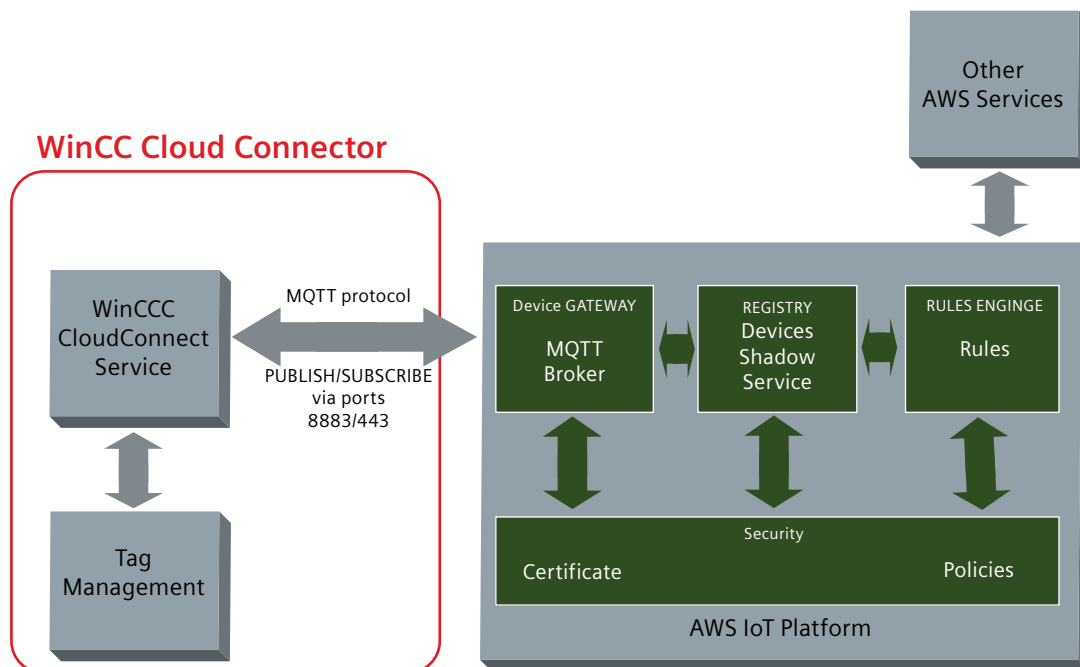 Other
AWS Services
WinCC Cloud Connector
WinCCC
CloudConnect
Service
MQTT protocol
PUBLISH/SUBSCRIBE
via ports
8883/443
Tag
Management
Device GATEWAY
MQTT
Broker
REGISTRY
Devices
Shadow
Service
RULES ENGINGE
Rules
Security
Certificate
Policies
AWS IoT Platform